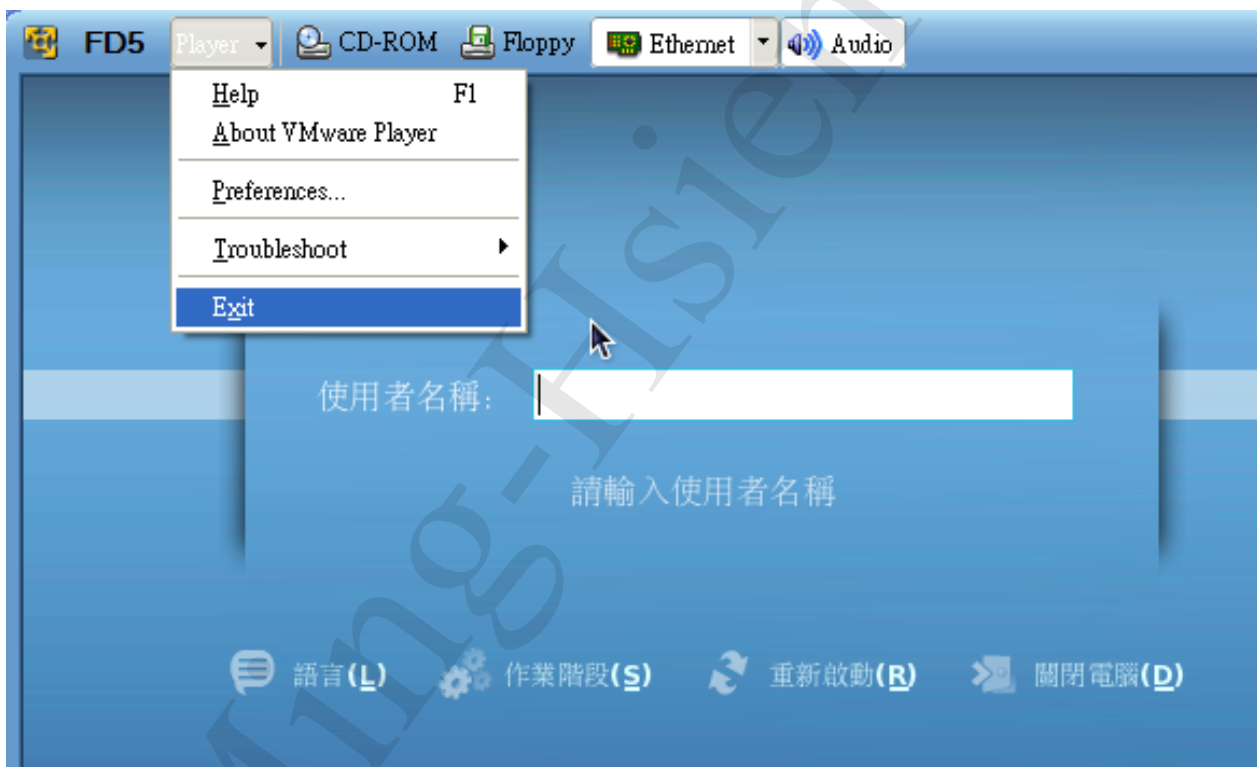 FD5 Player CD-ROM Floppy Ethernet Audio
Help F1
About VMware Player
Preferences...
Troubleshoot
Exit
使用者名稱:
請輸入使用者名稱
語言(L) 作業階段(S) 重新啟動(R) 關閉電腦(D)
Ming-Hsien